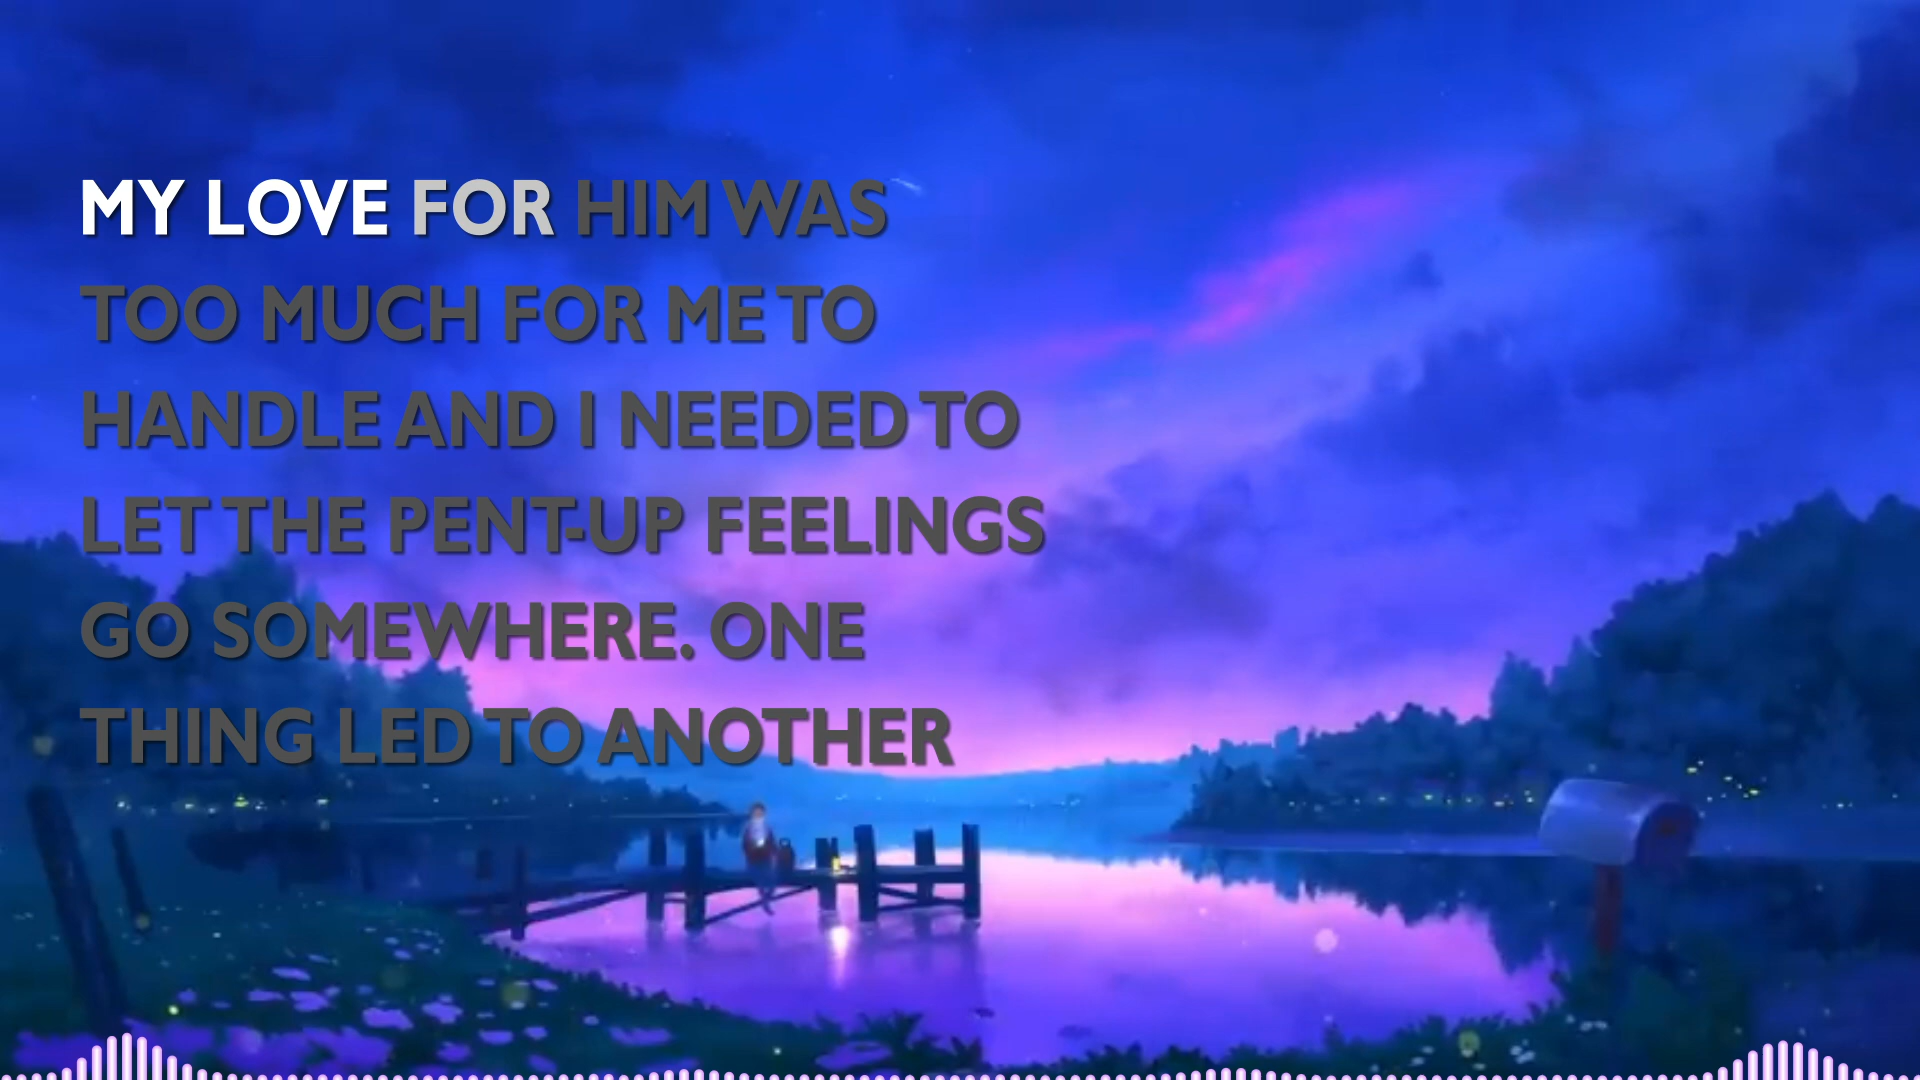 MY LOVE FOR HIM WAS
TOO MUCH FOR ME TO
HANDLE AND I NEEDED TO
LET THE PENT-UP FEELINGS
GO SOMEWHERE. ONE
THING LED TO ANOTHER